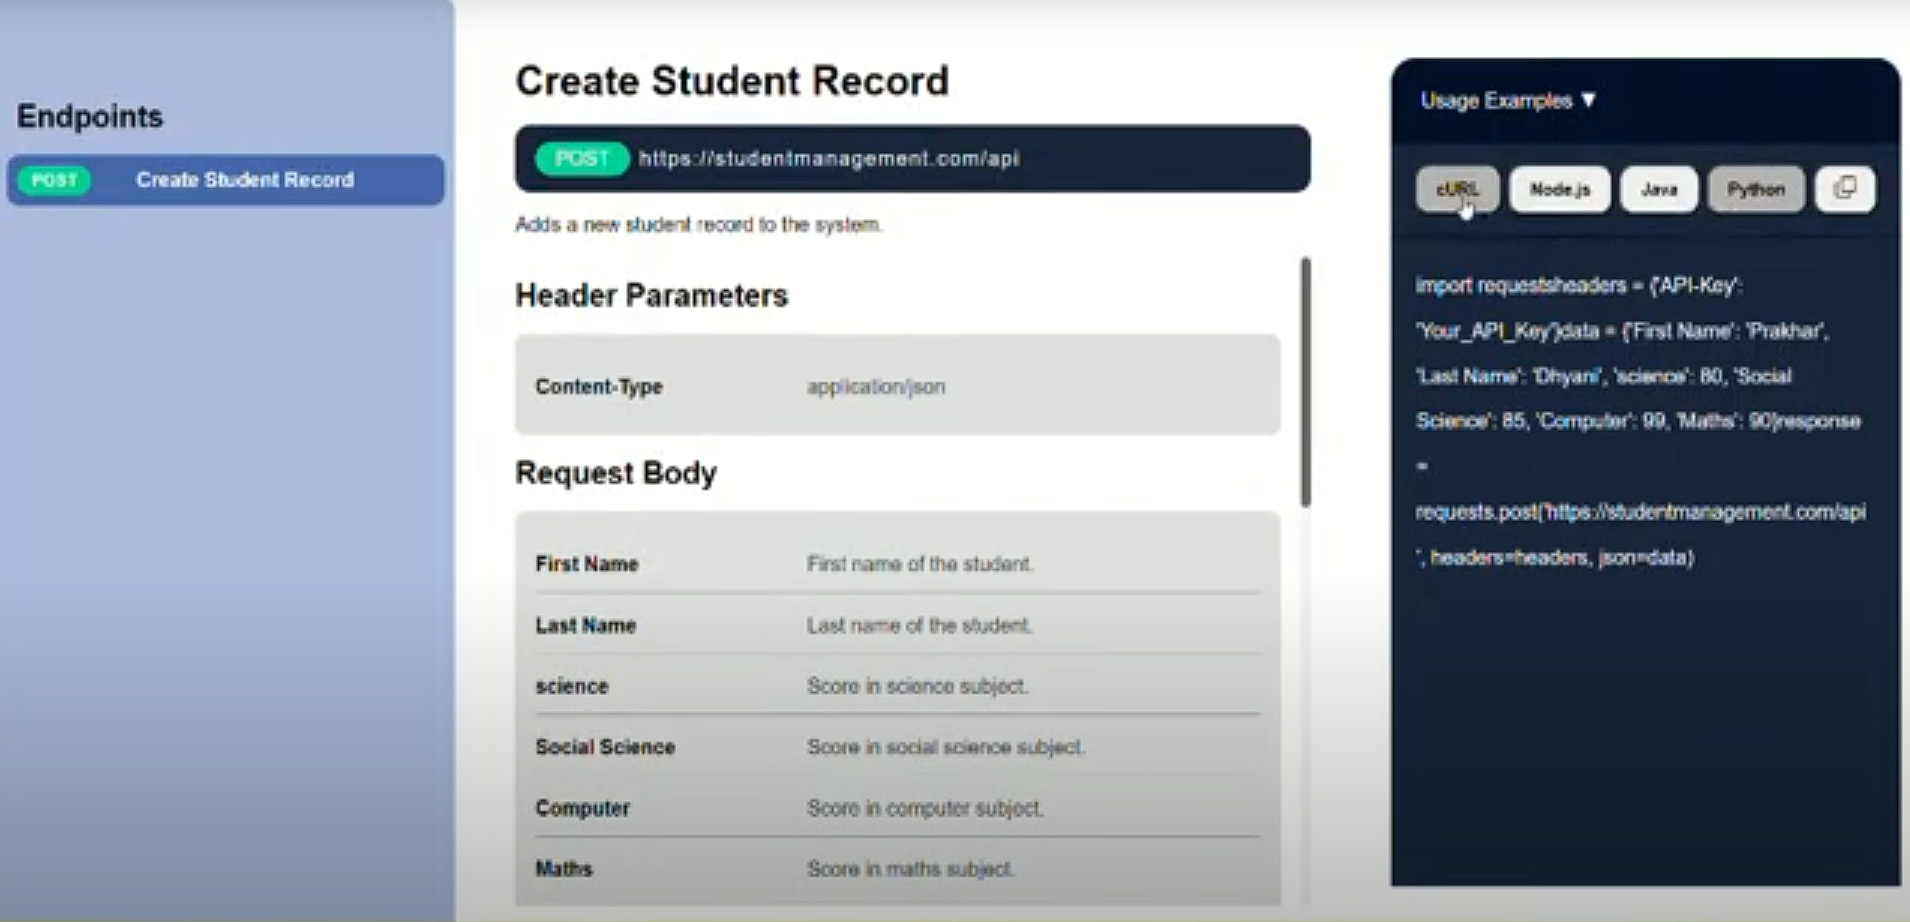 Endpoints
POST Create Student Record
Create Student Record
POST https://studentmanagement.com/api
Adds a new student record to the system.
Header Parameters
Content-Type application/json
Request Body
First Name First name of the student.
Last Name Last name of the student.
science Score in science subject.
Social Science Score in social science subject.
Computer Score in computer subject.
Maths Score in maths subject.
Usage Examples ▼
cURL Node.js Java Python
import requestsheaders = {'API-Key':
'Your_API_Key'}data = {'First Name': 'Prakhar',
'Last Name': 'Dhyani', 'science': 80, 'Social
Science': 85, 'Computer': 99, 'Maths': 90}response
=
requests.post('https://studentmanagement.com/api
', headers=headers, json=data)